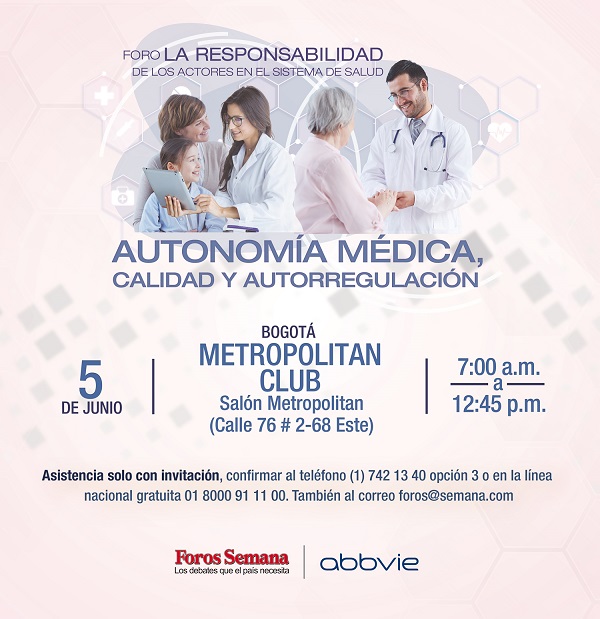 FORO LA RESPONSABILIDAD
DE LOS ACTORES EN EL SISTEMA DE SALUD
AUTONOMÍA MÉDICA,
CALIDAD Y AUTORREGULACIÓN
5
DE JUNIO
BOGOTÁ
METROPOLITAN
CLUB
Salón Metropolitan
(Calle 76 # 2-68 Este)
7:00 a.m.
a
12:45 p.m.
Asistencia solo con invitación, confirmar al teléfono (1) 742 13 40 opción 3 o en la línea
nacional gratuita 01 8000 91 11 00. También al correo foros@semana.com
Foros Semana
Los debates que el país necesita
abbvie